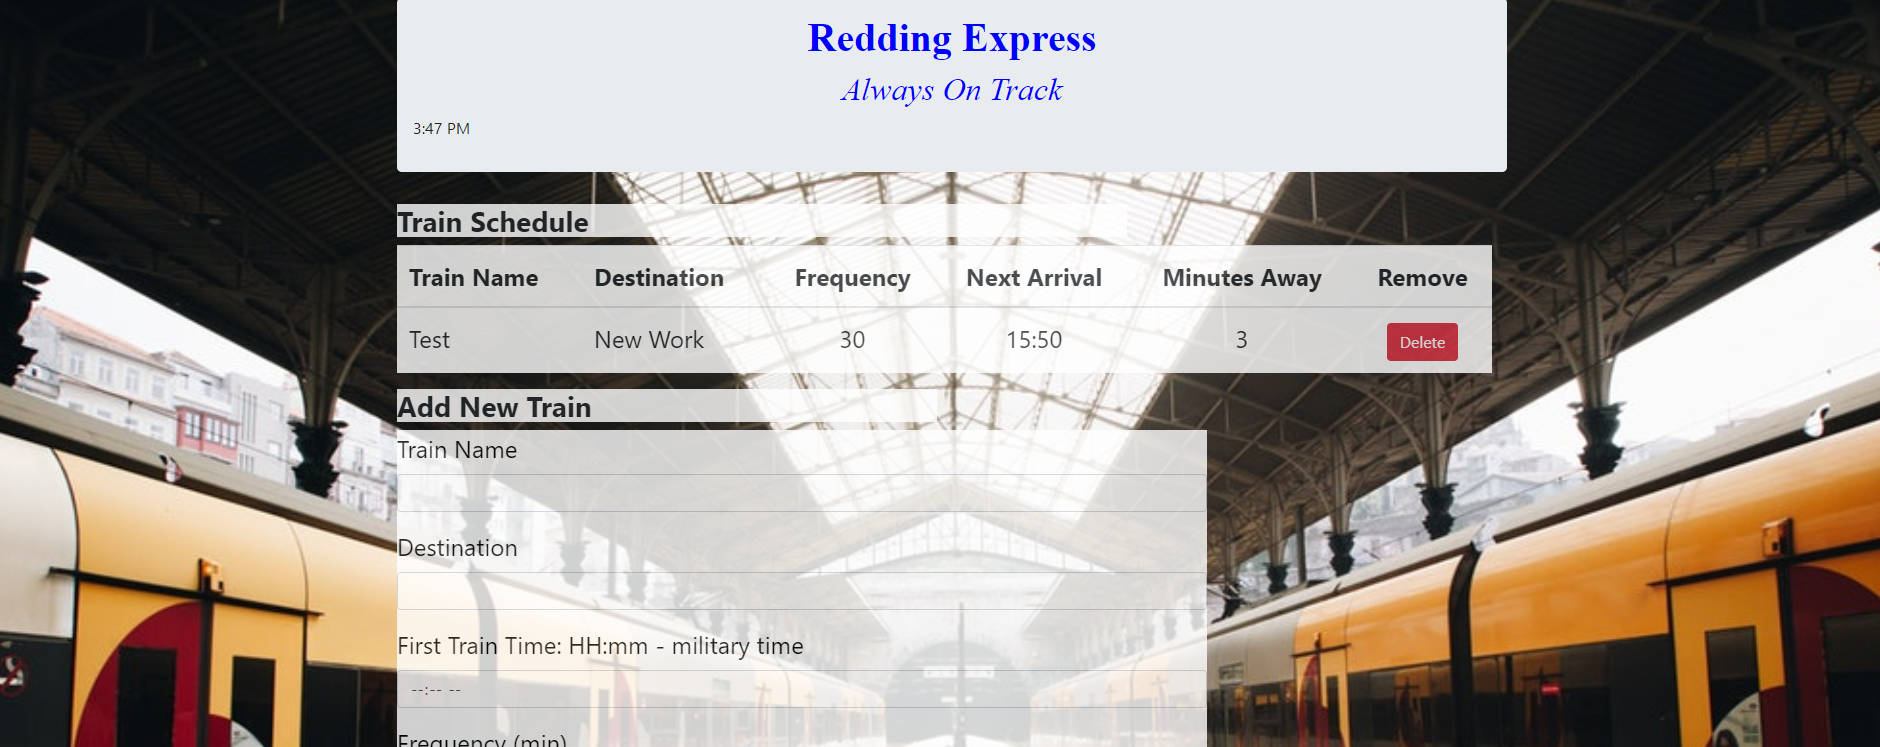 Redding Express
Always On Track
3:47 PM
Train Schedule
Train Name Destination Frequency Next Arrival Minutes Away Remove
Test New Work 30 15:50 3 Delete
Add New Train
Train Name
Destination
First Train Time: HH:mm - military time
--:-- --
Frequency (min)